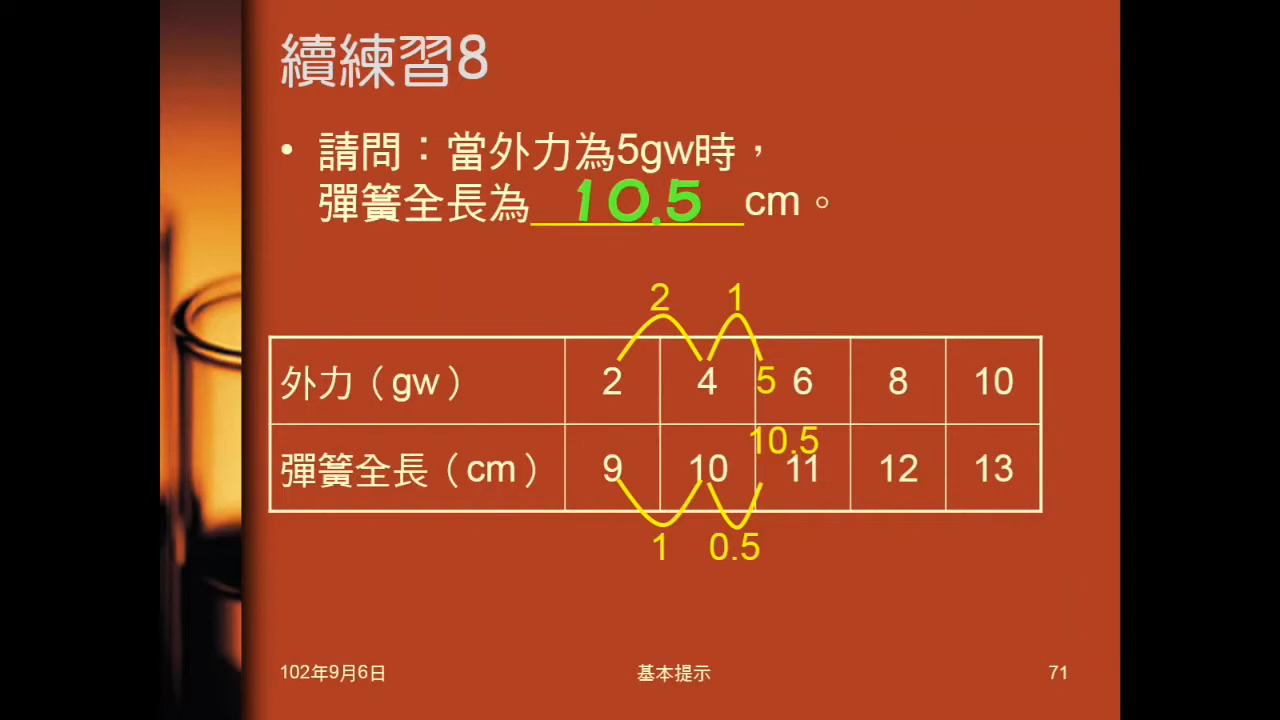 續練習8
• 請問：當外力為5gw時，
彈簧全長為 10.5 cm。
2 1
外力（gw） 2 4 5 6 8 10
10.5
彈簧全長（cm） 9 10 11 12 13
1 0.5
102年9月6日 基本提示 71